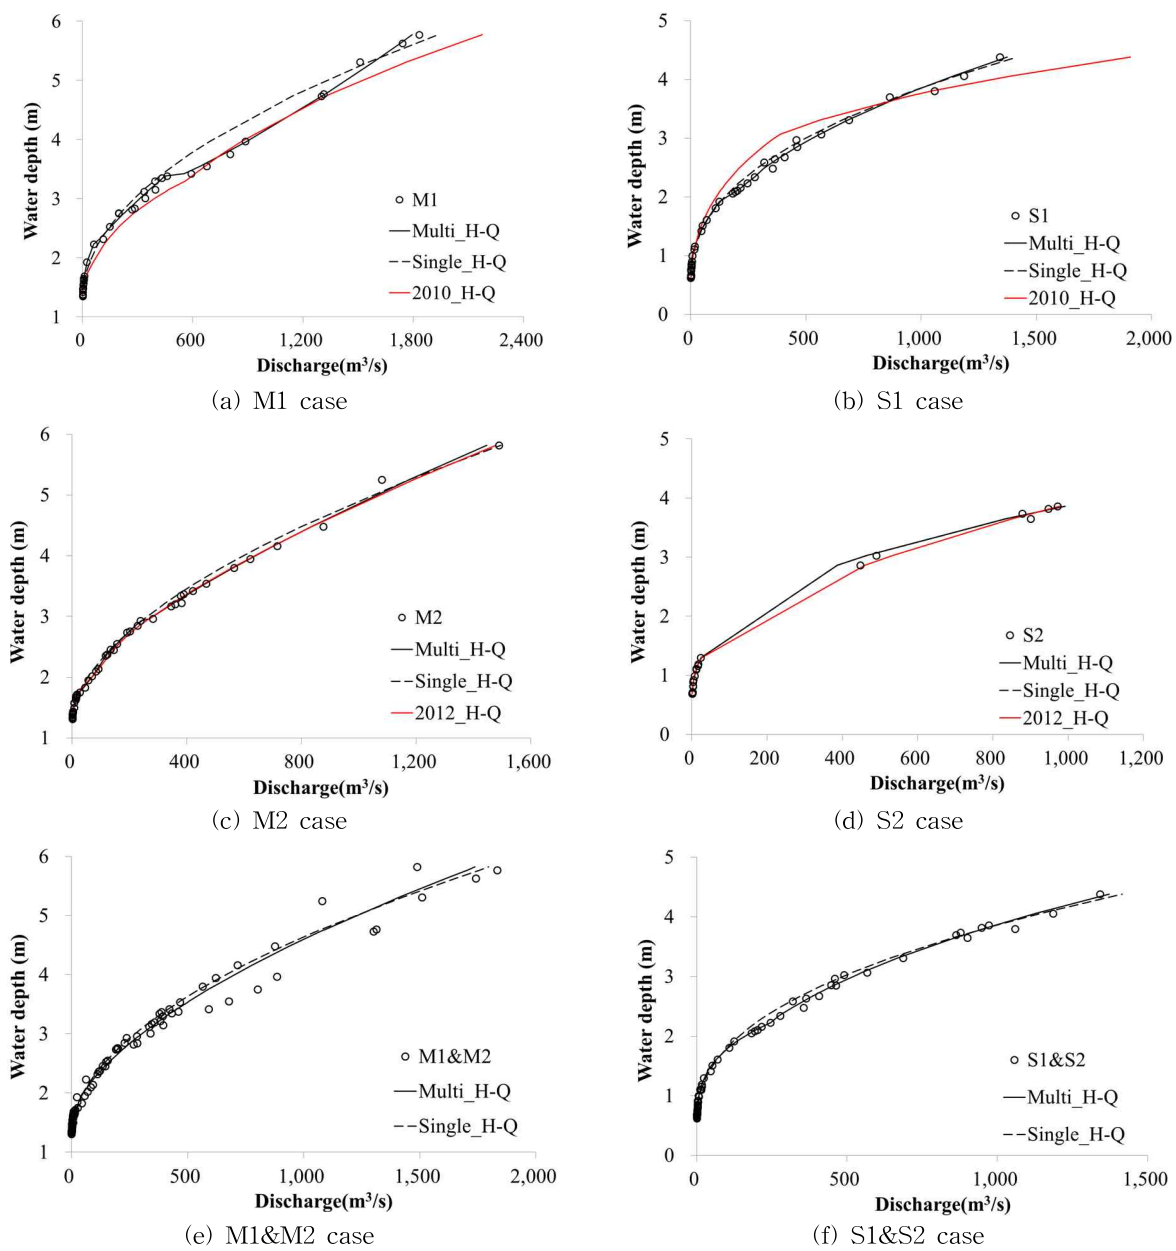 6
5
4
3
2
1
Water depth (m)
M1
Multi_H-Q
Single_H-Q
2010_H-Q
0
600
1,200
1,800
2,400
Discharge(m³/s)
(a) M1 case
5
4
3
2
1
0
Water depth (m)
S1
Multi_H-Q
Single_H-Q
2010_H-Q
0
500
1,000
1,500
2,000
Discharge(m³/s)
(b) S1 case
6
5
4
3
2
1
Water depth (m)
M2
Multi_H-Q
Single_H-Q
2012_H-Q
0
400
800
1,200
1,600
Discharge(m³/s)
(c) M2 case
5
4
3
2
1
0
Water depth (m)
S2
Multi_H-Q
Single_H-Q
2012_H-Q
0
200
400
600
800
1,000
1,200
Discharge(m³/s)
(d) S2 case
6
5
4
3
2
1
Water depth (m)
M1&M2
Multi_H-Q
Single_H-Q
0
500
1,000
1,500
2,000
Discharge(m³/s)
(e) M1&M2 case
5
4
3
2
1
0
Water depth (m)
S1&S2
Multi_H-Q
Single_H-Q
0
500
1,000
1,500
Discharge(m³/s)
(f) S1&S2 case